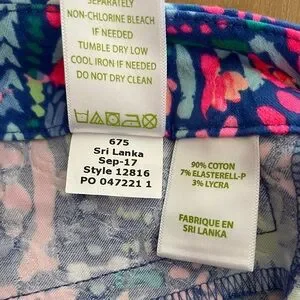 SEPARATELY
NON-CHLORINE BLEACH
IF NEEDED
TUMBLE DRY LOW
COOL IRON IF NEEDED
DO NOT DRY CLEAN
675
Sri Lanka
Sep-17
Style 12816
PO 047221 1
90% COTON
7% ELASTERELL-P
3% LYCRA
FABRIQUE EN
SRI LANKA